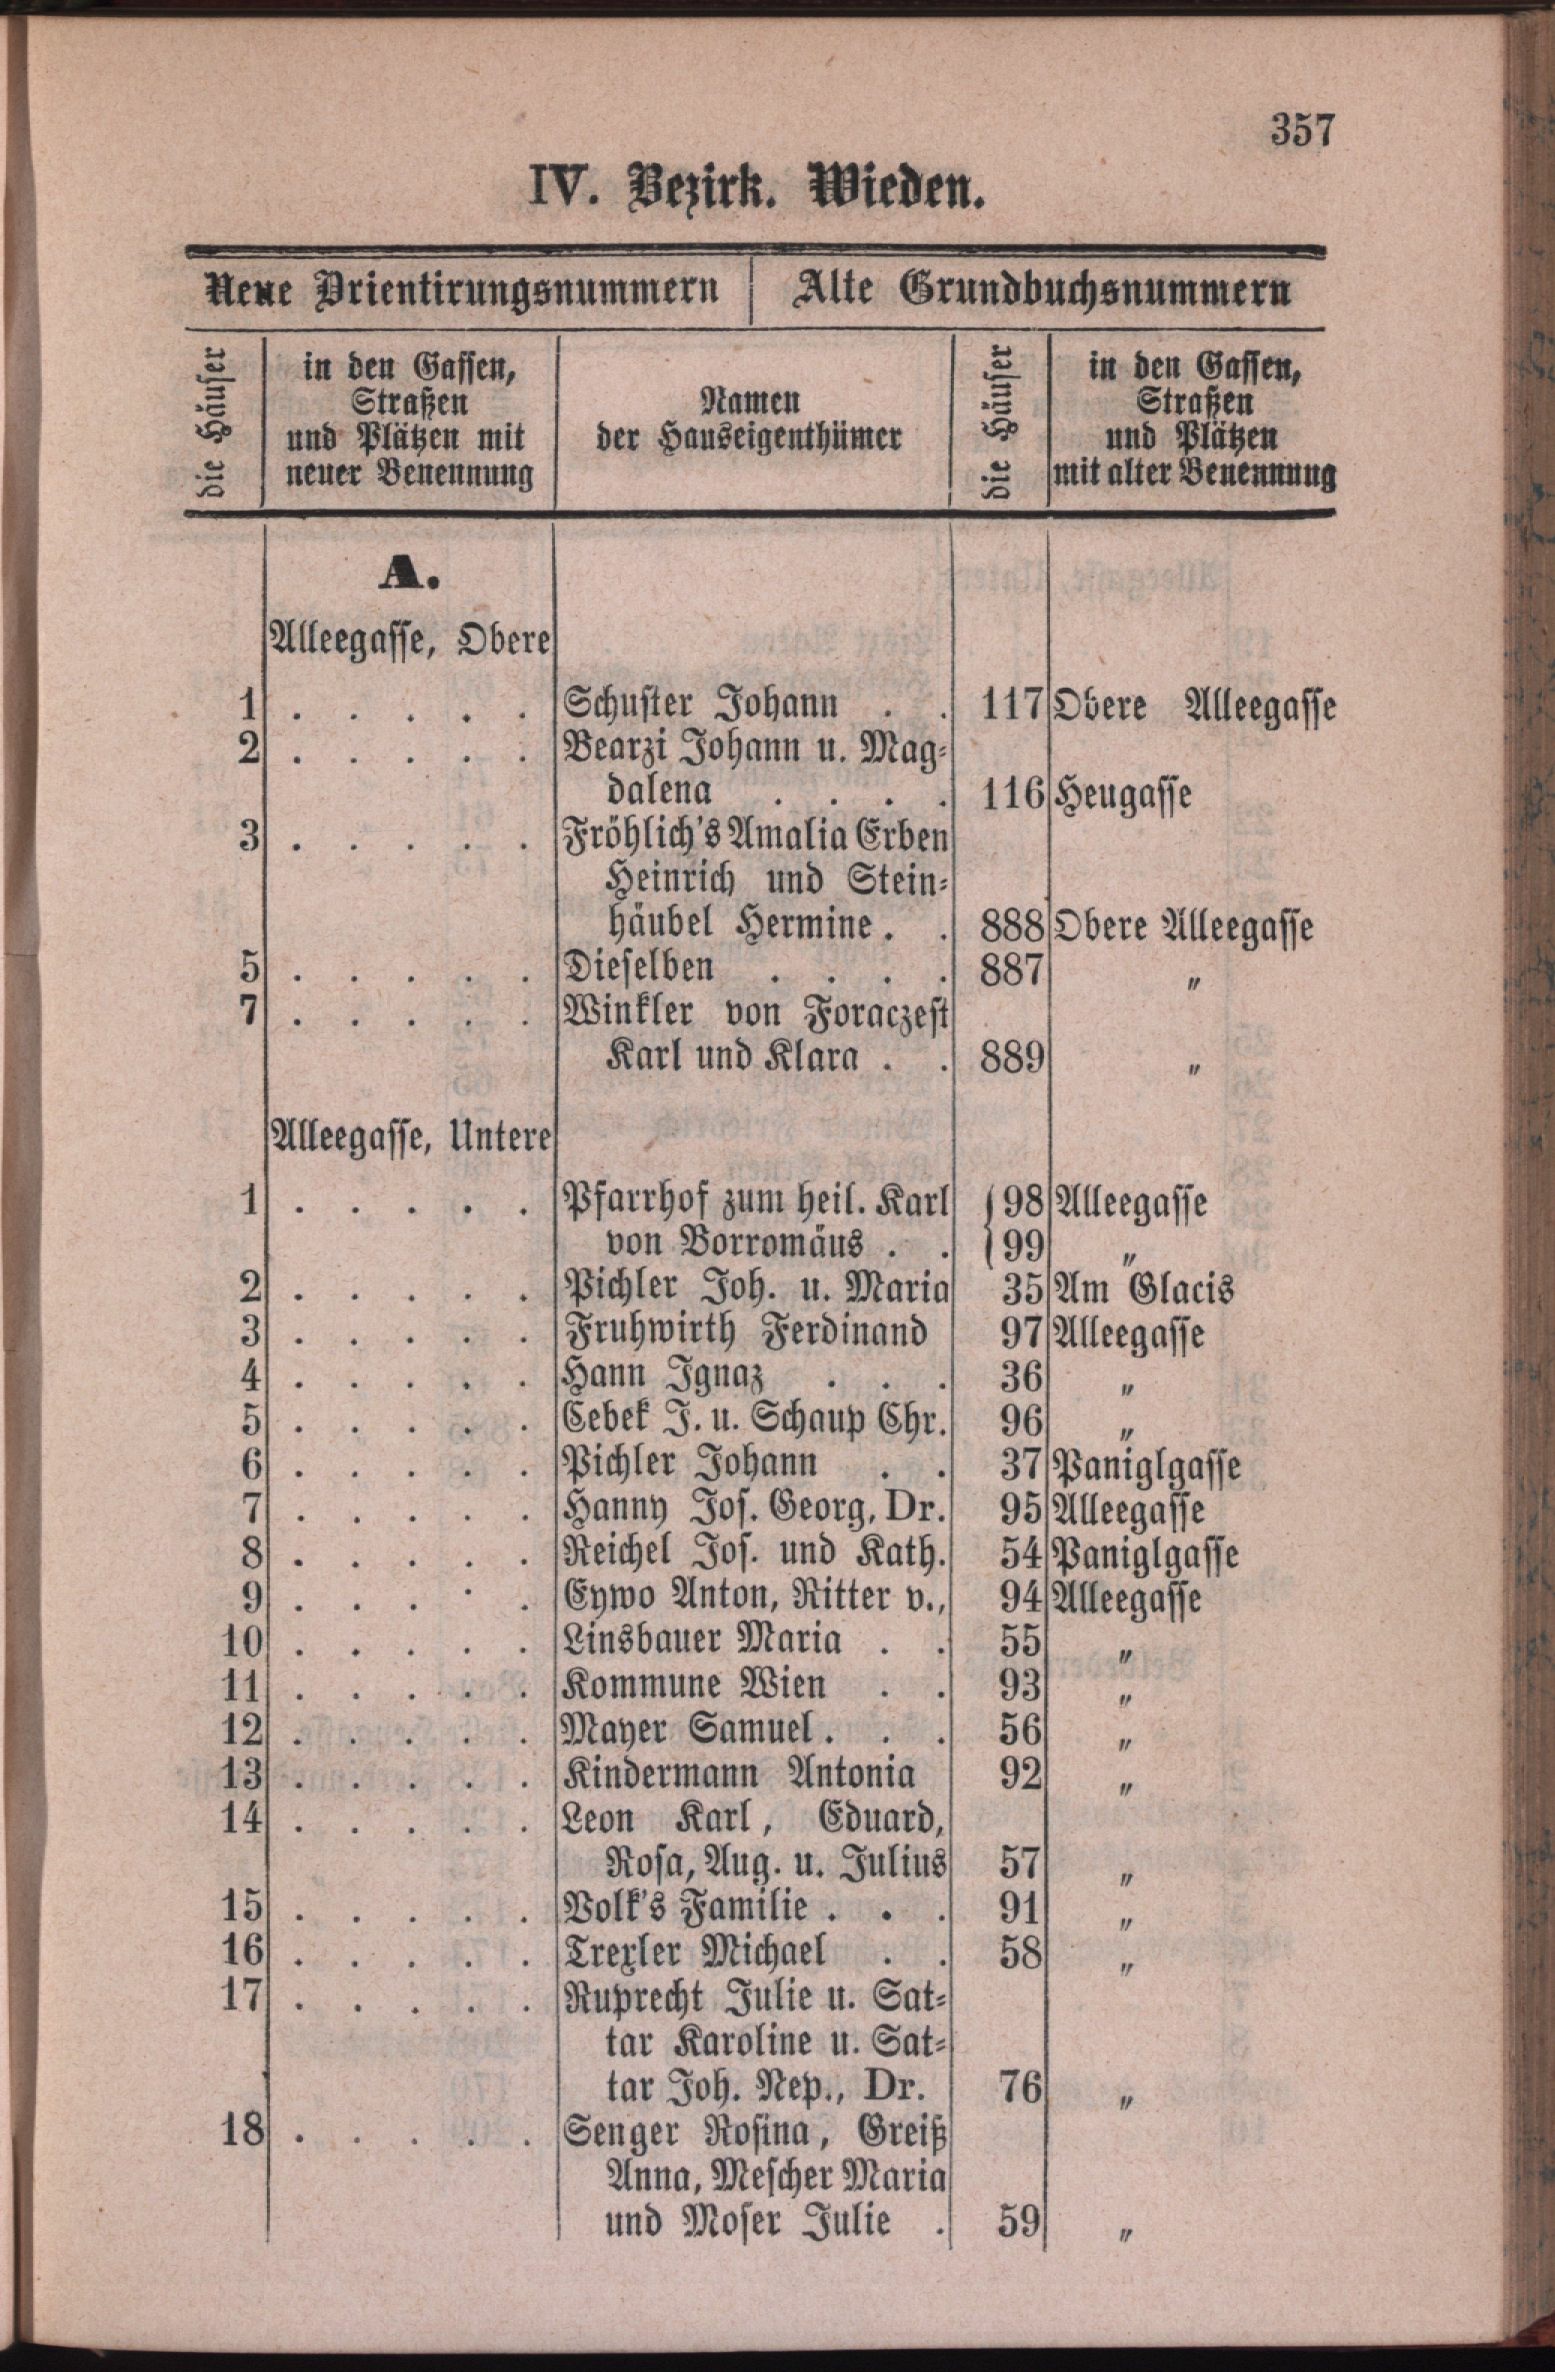 357
IV. Bezirk. Wieden.
Neue Orientirungsnummern Alte Grundbuchsnummern
die Häuser
in den Gassen,
Straßen
und Plätzen mit
neuer Benennung
Namen
der Hauseigenthümer
die Häuser
in den Gassen,
Straßen
und Plätzen
mit alter Benennung
A.
Alleegasse, Obere
1 . . . . . Schuster Johann . . 117 Obere Alleegasse
2 . . . . . Bearzi Johann u. Mag-
dalena . . . . 116 Heugasse
3 . . . . . Fröhlich's Amalia Erben
Heinrich und Stein-
häubel Hermine . . 888 Obere Alleegasse
5 . . . . . Dieselben . . . . 887 "
7 . . . . . Winkler von Foraczest
Karl und Klara . . 889 "
Alleegasse, Untere
1 . . . . . Pfarrhof zum heil. Karl { 98 Alleegasse
von Borromäus . . { 99 "
2 . . . . . Pichler Joh. u. Maria 35 Am Glacis
3 . . . . . Fruhwirth Ferdinand 97 Alleegasse
4 . . . . . Hann Ignaz . . . 36 "
5 . . . . . Cebek J. u. Schaup Chr. 96 "
6 . . . . . Pichler Johann . . 37 Paniglgasse
7 . . . . . Hanny Jos. Georg, Dr. 95 Alleegasse
8 . . . . . Reichel Jos. und Kath. 54 Paniglgasse
9 . . . . . Eywo Anton, Ritter v., 94 Alleegasse
10 . . . . . Linsbauer Maria . . 55 "
11 . . . . . Kommune Wien . . 93 "
12 . . . . . Mayer Samuel . . . 56 "
13 . . . . . Kindermann Antonia 92 "
14 . . . . . Leon Karl, Eduard,
Rosa, Aug. u. Julius 57 "
15 . . . . . Volk's Familie . . . 91 "
16 . . . . . Trexler Michael . . 58 "
17 . . . . . Ruprecht Julie u. Sat-
tar Karoline u. Sat-
tar Joh. Nep., Dr. 76 "
18 . . . . . Senger Rosina, Greiß
Anna, Mescher Maria
und Moser Julie . 59 "